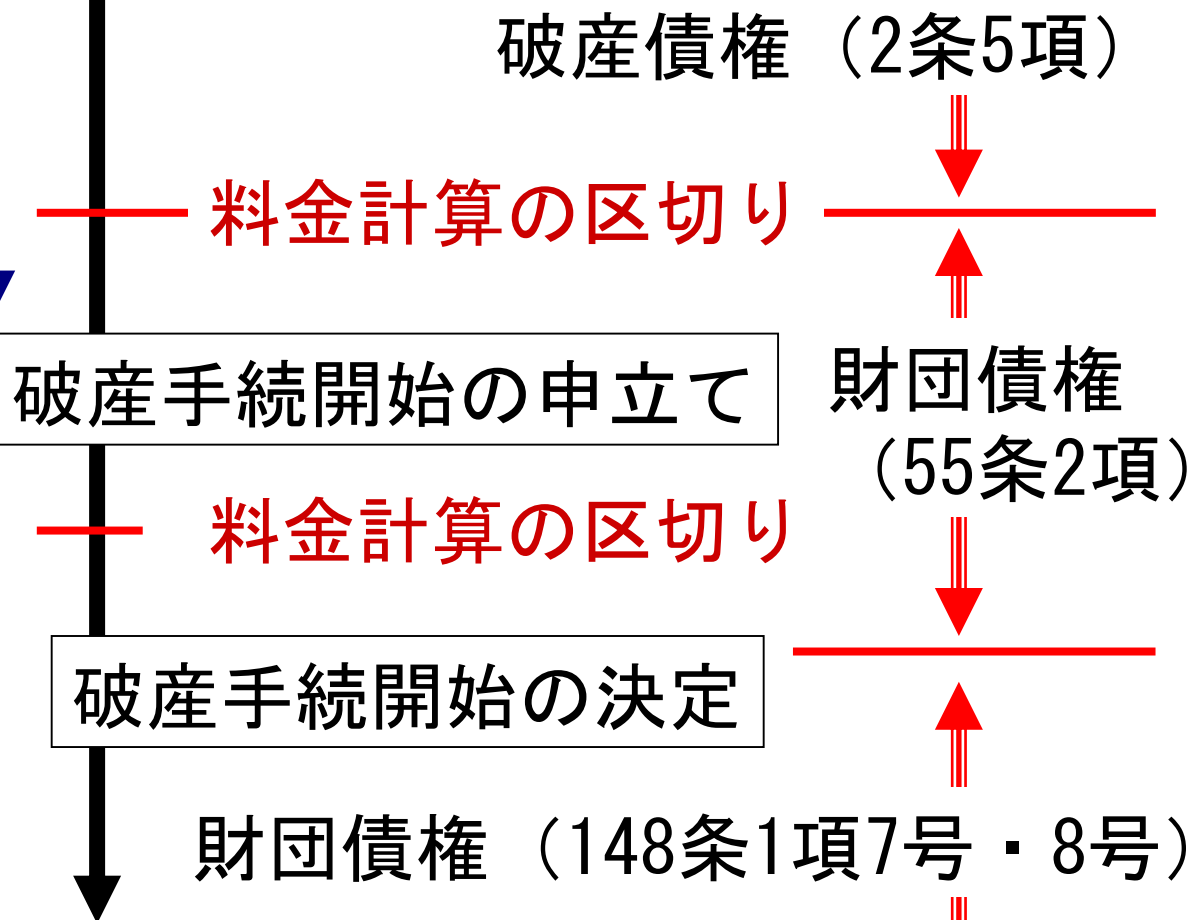 破産債権（2条5項）
料金計算の区切り
破産手続開始の申立て
財団債権
（55条2項）
料金計算の区切り
破産手続開始の決定
財団債権（148条1項7号・8号）